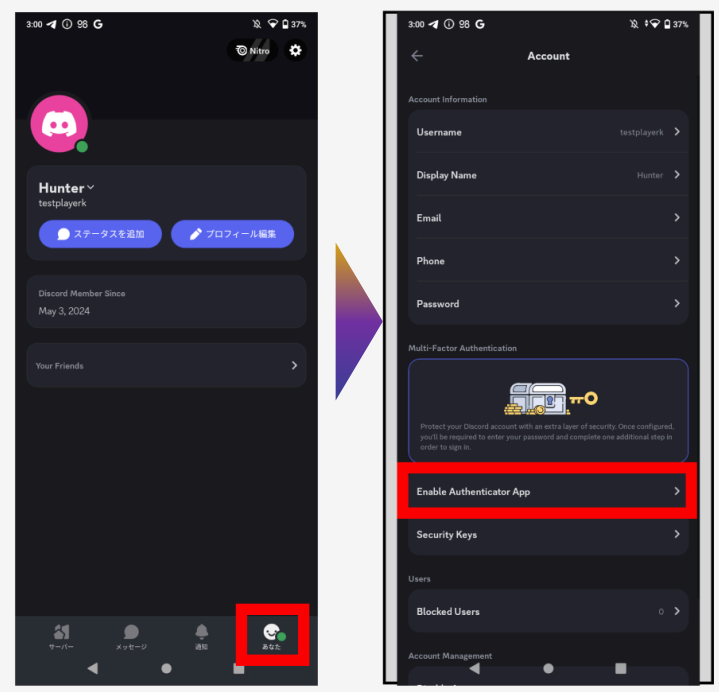 3:00 98 G 37%
Nitro
Hunter
testplayerk
ステータスを追加 プロフィール編集
Discord Member Since
May 3, 2024
Your Friends
サーバー メッセージ 通知 あなた
3:00 98 G 37%
Account
Account Information
Username testplayerk
Display Name Hunter
Email
Phone
Password
Multi-Factor Authentication
Protect your Discord account with an extra layer of security. Once configured,
you'll be required to enter your password and complete one additional step in
order to sign in.
Enable Authenticator App
Security Keys
Users
Blocked Users 0
Account Management